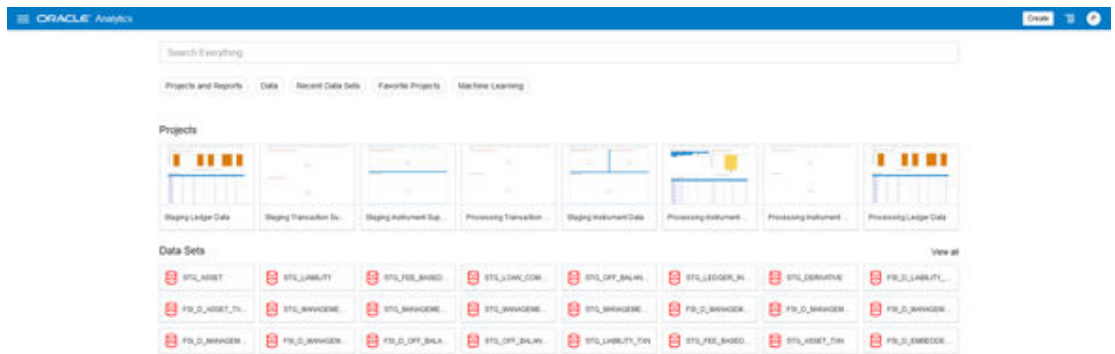 ORACLE Analytics
Create
P
Search Everything
Projects and Reports Data Recent Data Sets Favorite Projects Machine Learning
Projects
Staging Ledger Data Staging Transaction Su... Staging Instrument Sup... Processing Transaction ... Staging Instrument Data Processing Instrument ... Processing Instrument ... Processing Ledger Data
Data Sets View all
STG_ASSET STG_LIABILITY STG_FEE_BASED... STG_LOAN_COM... STG_OFF_BALAN... STG_LEDGER_IN... STG_DERIVATIVE FSI_D_LIABILITY_...
FSI_D_ASSET_TX... STG_MANAGEME... STG_MANAGEME... STG_MANAGEME... STG_MANAGEME... FSI_D_MANAGEM... FSI_D_MANAGEM... FSI_D_MANAGEM...
FSI_D_MANAGEM... FSI_D_MANAGEM... FSI_D_OFF_BALA... STG_OFF_BALAN... STG_LIABILITY_TXN STG_FEE_BASED... STG_ASSET_TXN FSI_D_EMBEDDE...